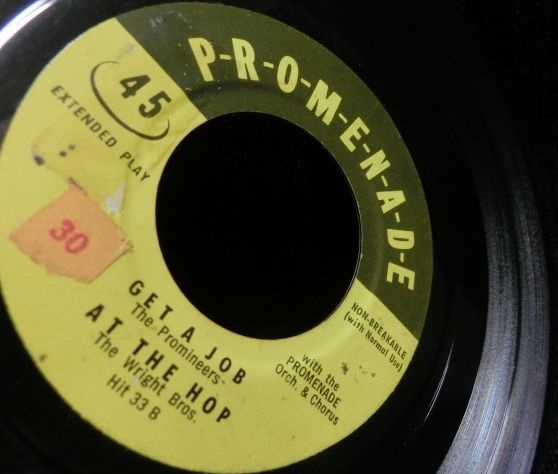 P-R-O-M-E-N-A-D-E
45
EXTENDED PLAY
30
NON-BREAKABLE
(with Normal Use)
GET A JOB
The Promineers
AT THE HOP
The Wright Bros.
Hit 33 B
with the
PROMENADE
Orch. & Chorus